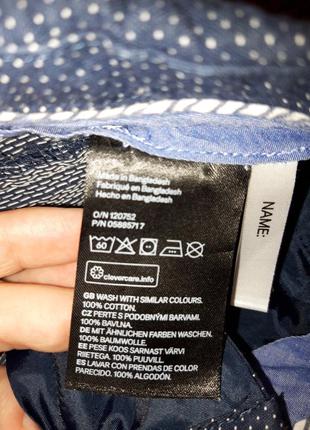 Made in Bangladesh
Fabriqué en Bangladesh
Hecho en Bangladesh
O/N 120752
P/N 05885717
60
clevercare.info
GB WASH WITH SIMILAR COLOURS.
100% COTTON.
CZ PERTE S PODOBNÝMI BARVAMI.
100% BAVLNA.
DE MIT ÄHNLICHEN FARBEN WASCHEN.
100% BAUMWOLLE.
EE PESE KOOS SARNAST VÄRVI
RIIETEGA. 100% PUUVILL.
ES LAVAR CON PRENDAS DE COLOR
PARECIDO. 100% ALGODÓN.
NAME: